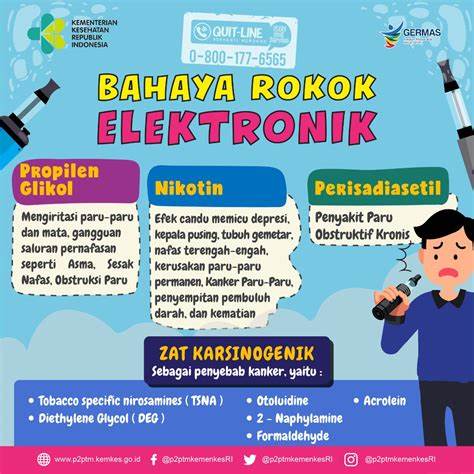 KEMENTERIAN
KESEHATAN
REPUBLIK
INDONESIA
QUIT-LINE
0-800-177-6565
GERMAS
BAHAYA ROKOK
ELEKTRONIK
Propilen
Glikol
Mengiritasi paru-paru
dan mata, gangguan
saluran pernafasan
seperti Asma, Sesak
Nafas, Obstruksi Paru
Nikotin
Efek candu memicu depresi,
kepala pusing, tubuh gemetar,
nafas terengah-engah,
kerusakan paru-paru
permanen, Kanker Paru-Paru,
penyempitan pembuluh
darah, dan kematian
Perisadiasetil
Penyakit Paru
Obstruktif Kronis
ZAT KARSINOGENIK
Sebagai penyebab kanker. yaitu :
• Tobacco specific nirosamines ( TSNA )
• Diethylene Glycol ( DEG )
• Otoluidine
• 2 - Naphylamine
• Formaldehyde
• Acrolein
www.p2ptm.kemkes.go.id
@p2ptmkemenkesRI
@p2ptmkemenkesRI
@p2ptmkemenkesRI